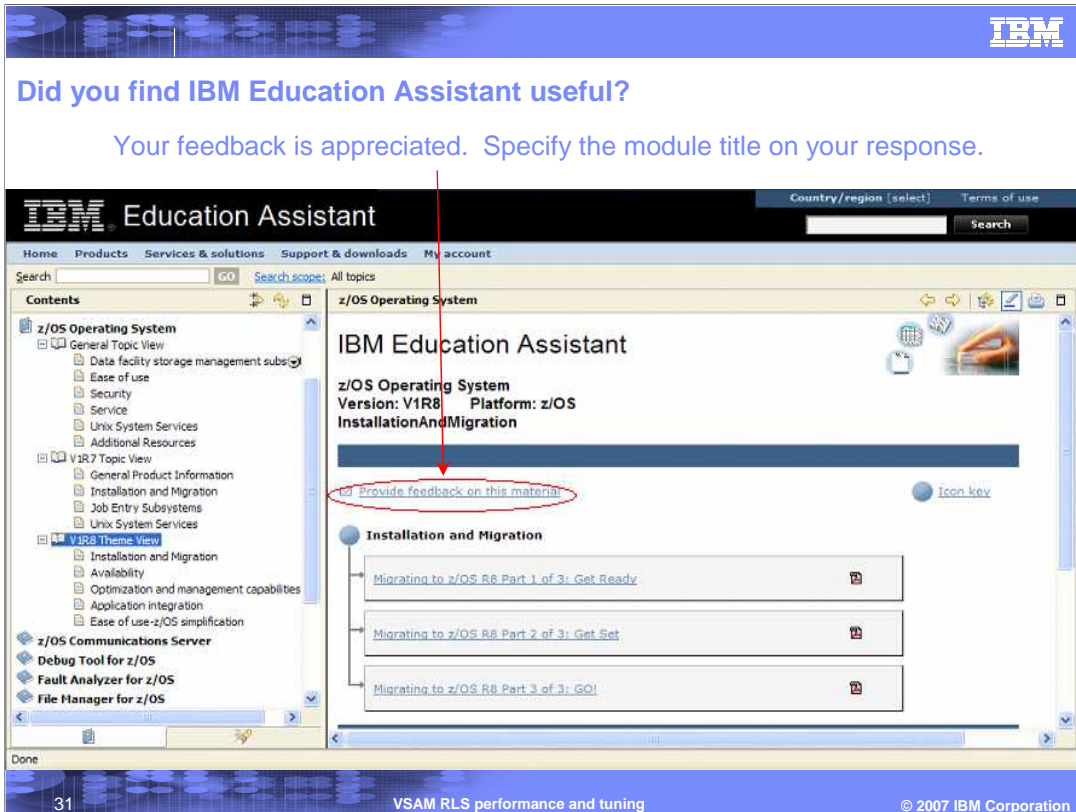 IBM
Did you find IBM Education Assistant useful?
Your feedback is appreciated. Specify the module title on your response.
IBM® Education Assistant
Country/region [select] Terms of use
Search
Home Products Services & solutions Support & downloads My account
Search GO Search scope: All topics
Contents
z/OS Operating System
General Topic View
Data facility storage management subs
Ease of use
Security
Service
Unix System Services
Additional Resources
V1R7 Topic View
General Product Information
Installation and Migration
Job Entry Subsystems
Unix System Services
V1R8 Theme View
Installation and Migration
Availability
Optimization and management capabilities
Application integration
Ease of use-z/OS simplification
z/OS Communications Server
Debug Tool for z/OS
Fault Analyzer for z/OS
File Manager for z/OS
z/OS Operating System
IBM Education Assistant
z/OS Operating System
Version: V1R8 Platform: z/OS
InstallationAndMigration
Provide feedback on this material
Icon key
Installation and Migration
Migrating to z/OS R8 Part 1 of 3: Get Ready
Migrating to z/OS R8 Part 2 of 3: Get Set
Migrating to z/OS R8 Part 3 of 3: GO!
Done
31
VSAM RLS performance and tuning
© 2007 IBM Corporation